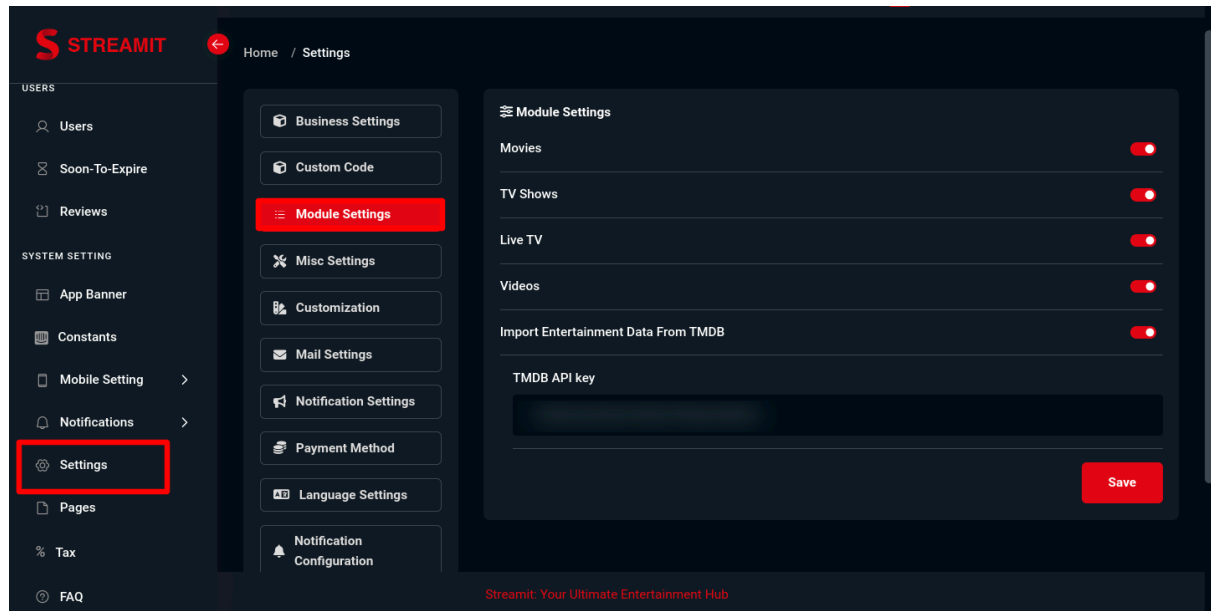 STREAMIT
USERS
Users
Soon-To-Expire
Reviews
SYSTEM SETTING
App Banner
Constants
Mobile Setting
Notifications
Settings
Pages
% Tax
FAQ
Home / Settings
Business Settings
Custom Code
Module Settings
Misc Settings
Customization
Mail Settings
Notification Settings
Payment Method
Language Settings
Notification
Configuration
Module Settings
Movies
TV Shows
Live TV
Videos
Import Entertainment Data From TMDB
TMDB API key
Save
Streamit: Your Ultimate Entertainment Hub